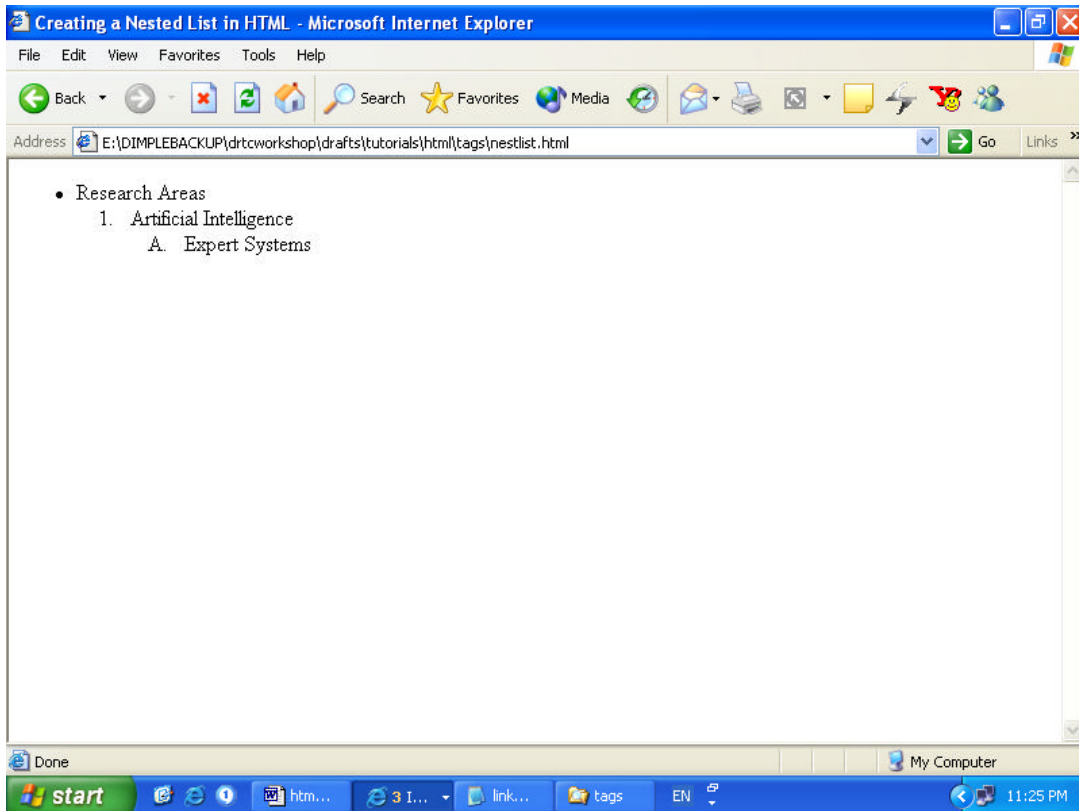 Creating a Nested List in HTML - Microsoft Internet Explorer
File Edit View Favorites Tools Help
Back Search Favorites Media
Address E:\DIMPLEBACKUP\drtcworkshop\drafts\tutorials\html\tags\nestlist.html Go Links »
• Research Areas
1. Artificial Intelligence
A. Expert Systems
Done My Computer
start htm... 3 I... link... tags EN 11:25 PM